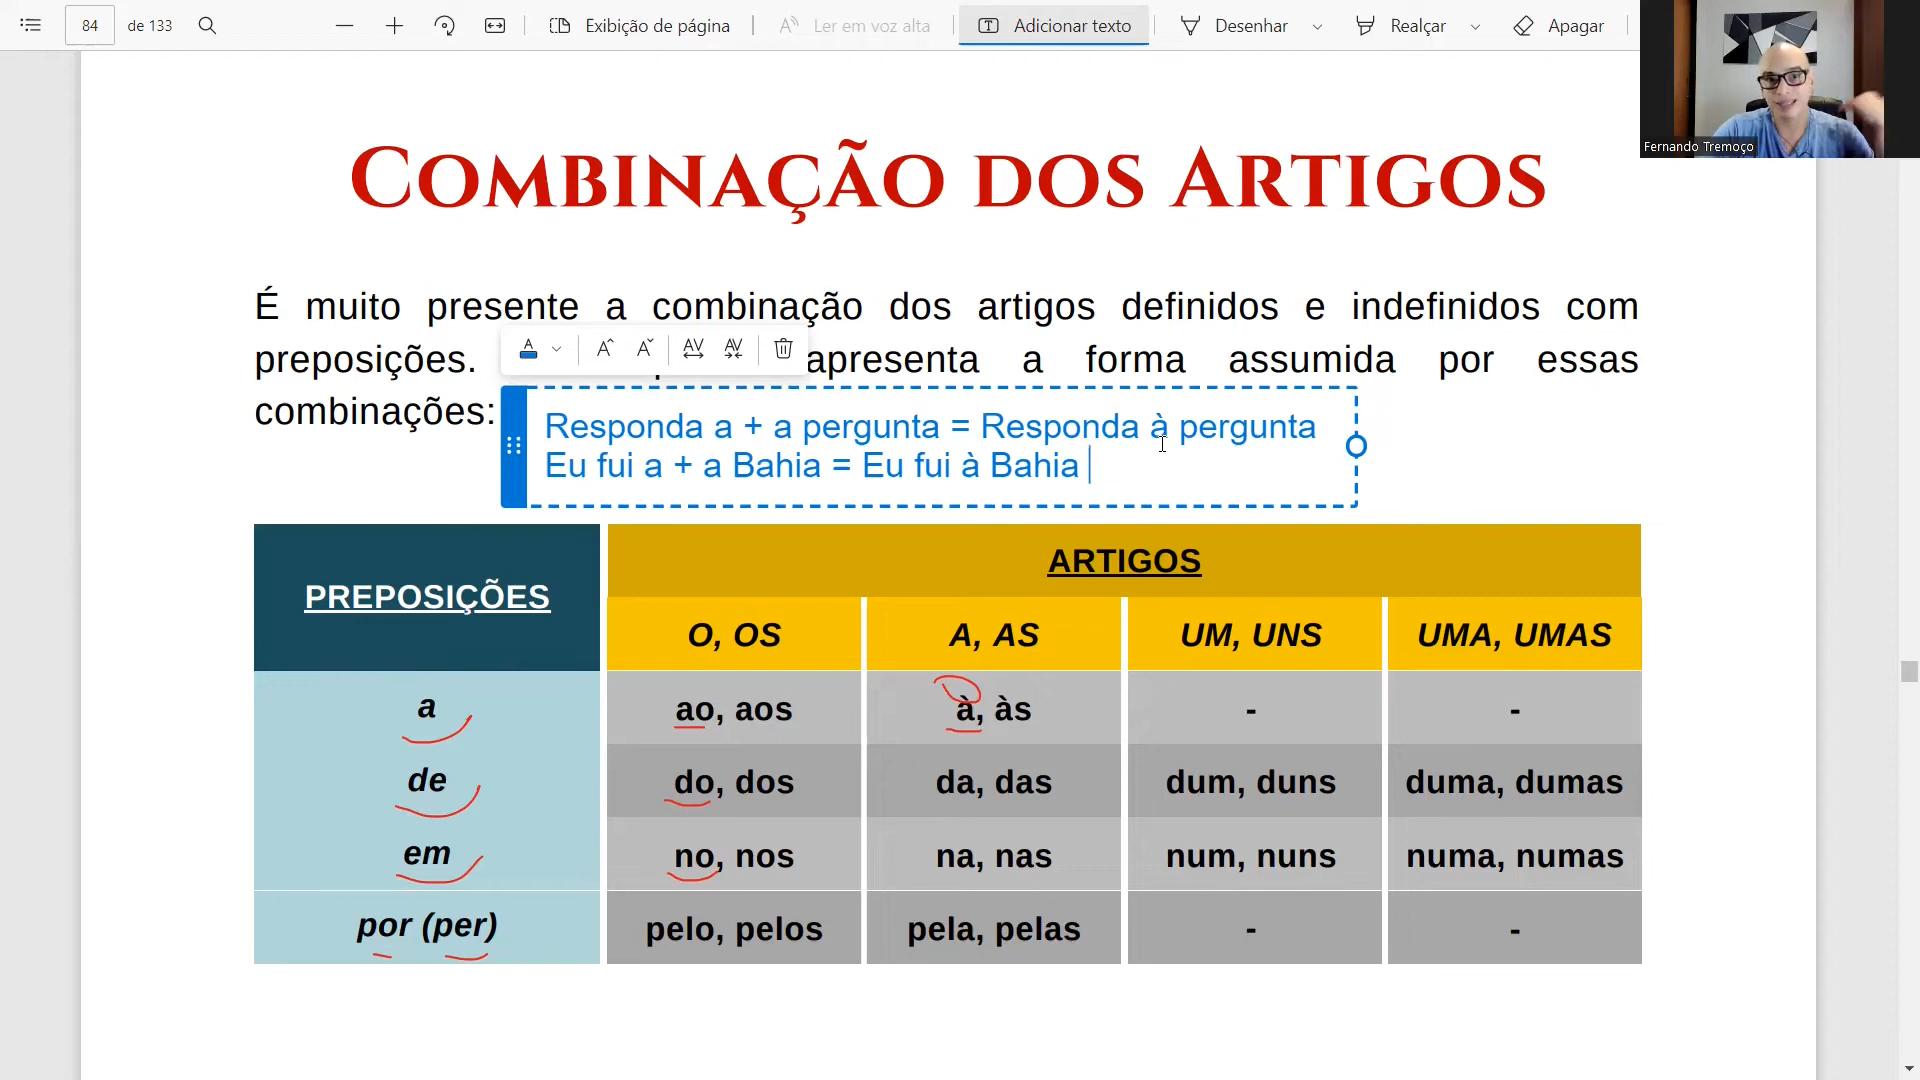 84 de 133 Exibição de página Ler em voz alta Adicionar texto Desenhar Realçar Apagar
Fernando Tremoço
COMBINAÇÃO DOS ARTIGOS
É muito presente a combinação dos artigos definidos e indefinidos com
preposições. apresenta a forma assumida por essas
combinações:
Responda a + a pergunta = Responda à pergunta
Eu fui a + a Bahia = Eu fui à Bahia
PREPOSIÇÕES ARTIGOS
O, OS A, AS UM, UNS UMA, UMAS
a ao, aos à, às - -
de do, dos da, das dum, duns duma, dumas
em no, nos na, nas num, nuns numa, numas
por (per) pelo, pelos pela, pelas - -